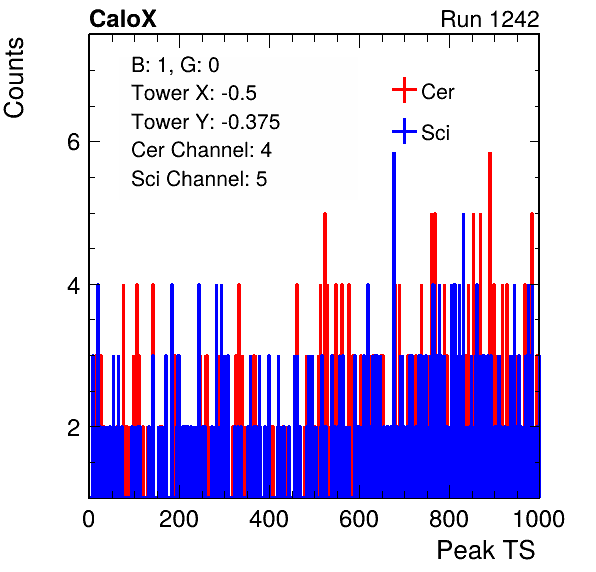 CaloX Run 1242
Counts
B: 1, G: 0
Tower X: -0.5
Tower Y: -0.375
Cer Channel: 4
Sci Channel: 5
Cer
Sci
6
4
2
0 200 400 600 800 1000
Peak TS